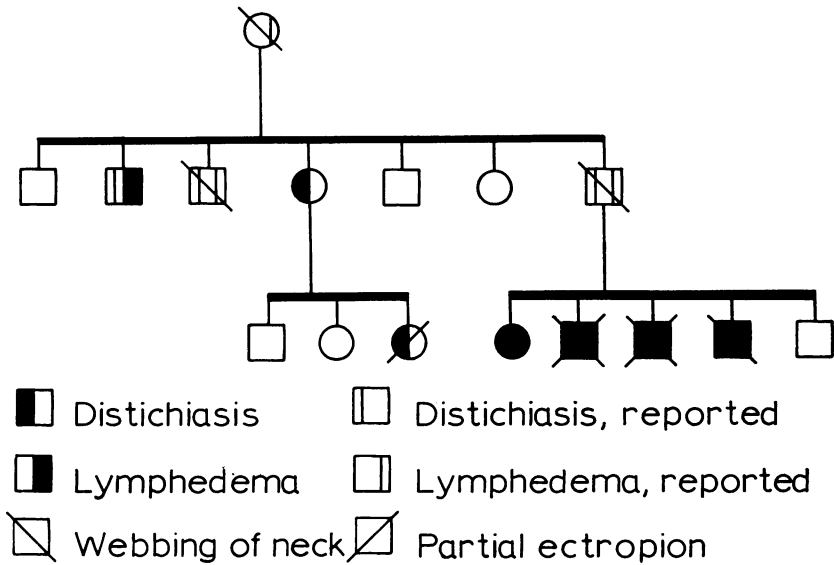 Distichiasis
Distichiasis, reported
Lymphedema
Lymphedema, reported
Webbing of neck
Partial ectropion